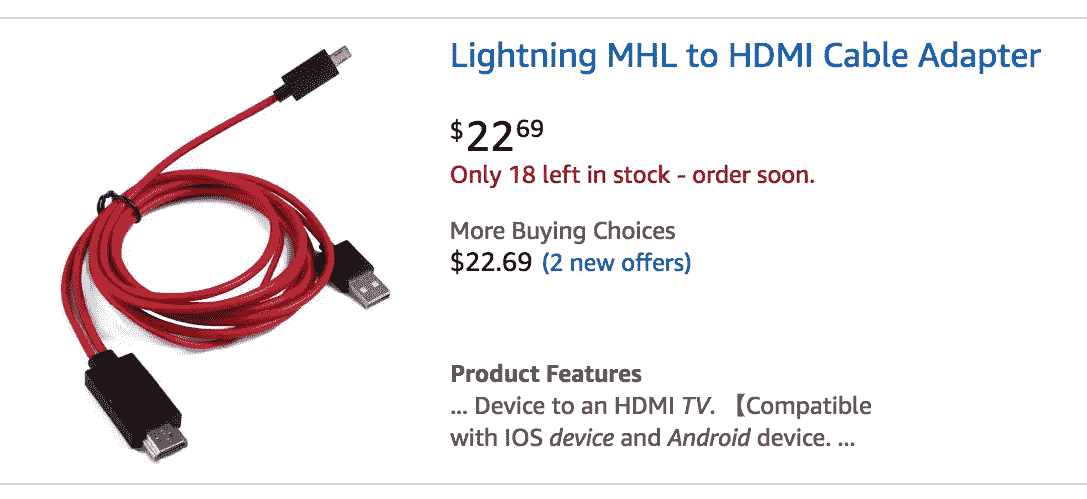 Lightning MHL to HDMI Cable Adapter
$22.69
Only 18 left in stock - order soon.
More Buying Choices
$22.69 (2 new offers)
Product Features
... Device to an HDMI TV. 【Compatible
with IOS device and Android device. ...